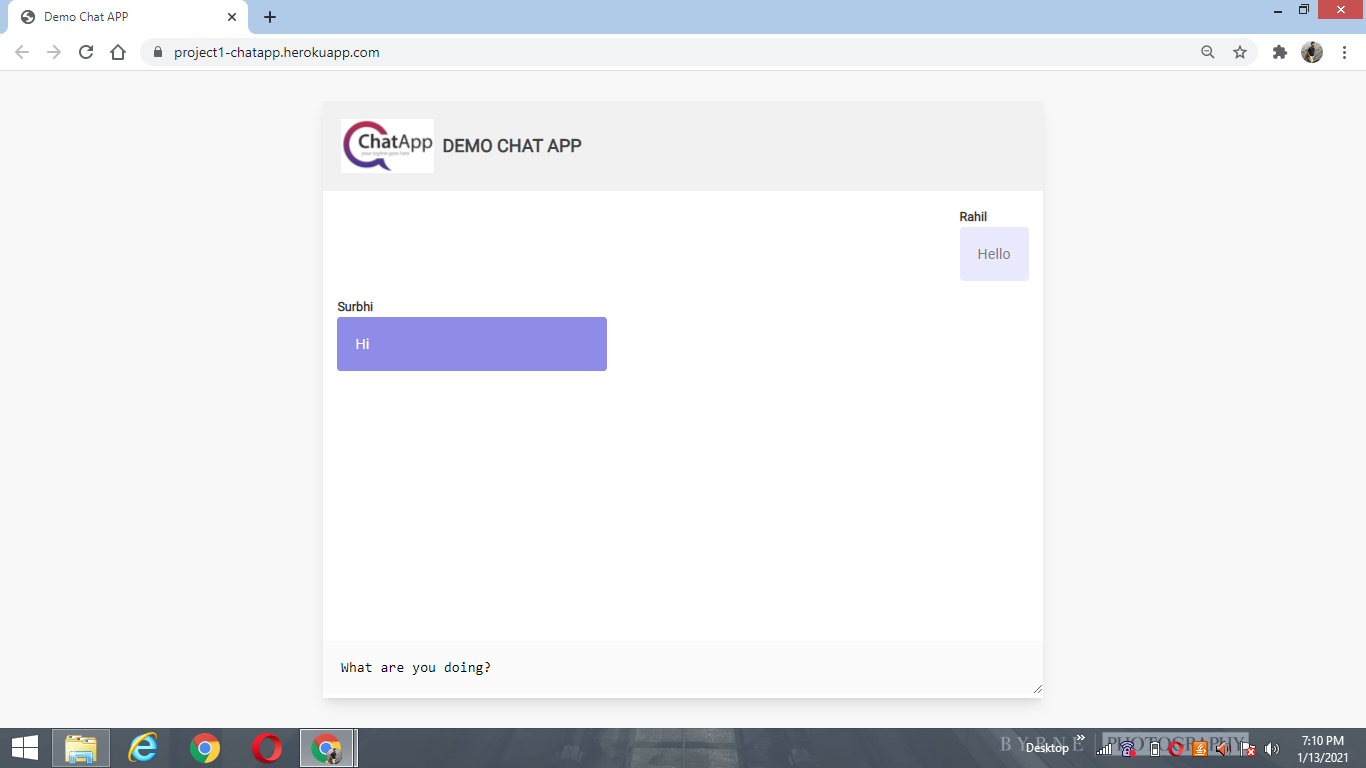 Demo Chat APP
project1-chatapp.herokuapp.com
ChatApp
DEMO CHAT APP
Rahil
Hello
Surbhi
Hi
What are you doing?
BYRNE | PHOTOGRAPHY
Desktop
7:10 PM
1/13/2021